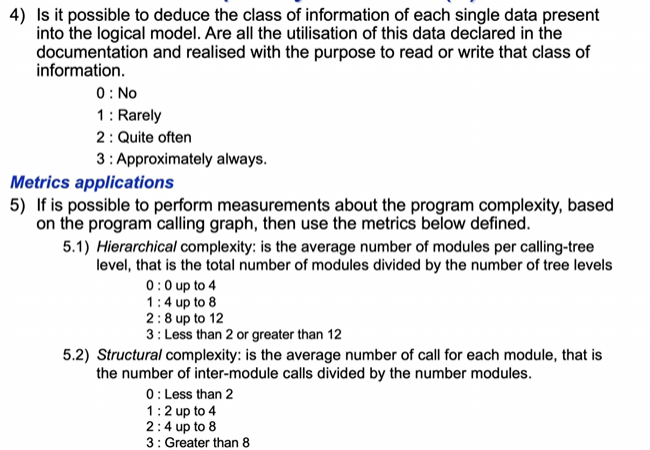 4) Is it possible to deduce the class of information of each single data present
into the logical model. Are all the utilisation of this data declared in the
documentation and realised with the purpose to read or write that class of
information.
0 : No
1 : Rarely
2 : Quite often
3 : Approximately always.
Metrics applications
5) If is possible to perform measurements about the program complexity, based
on the program calling graph, then use the metrics below defined.
5.1) Hierarchical complexity: is the average number of modules per calling-tree
level, that is the total number of modules divided by the number of tree levels
0 : 0 up to 4
1 : 4 up to 8
2 : 8 up to 12
3 : Less than 2 or greater than 12
5.2) Structural complexity: is the average number of call for each module, that is
the number of inter-module calls divided by the number modules.
0 : Less than 2
1 : 2 up to 4
2 : 4 up to 8
3 : Greater than 8